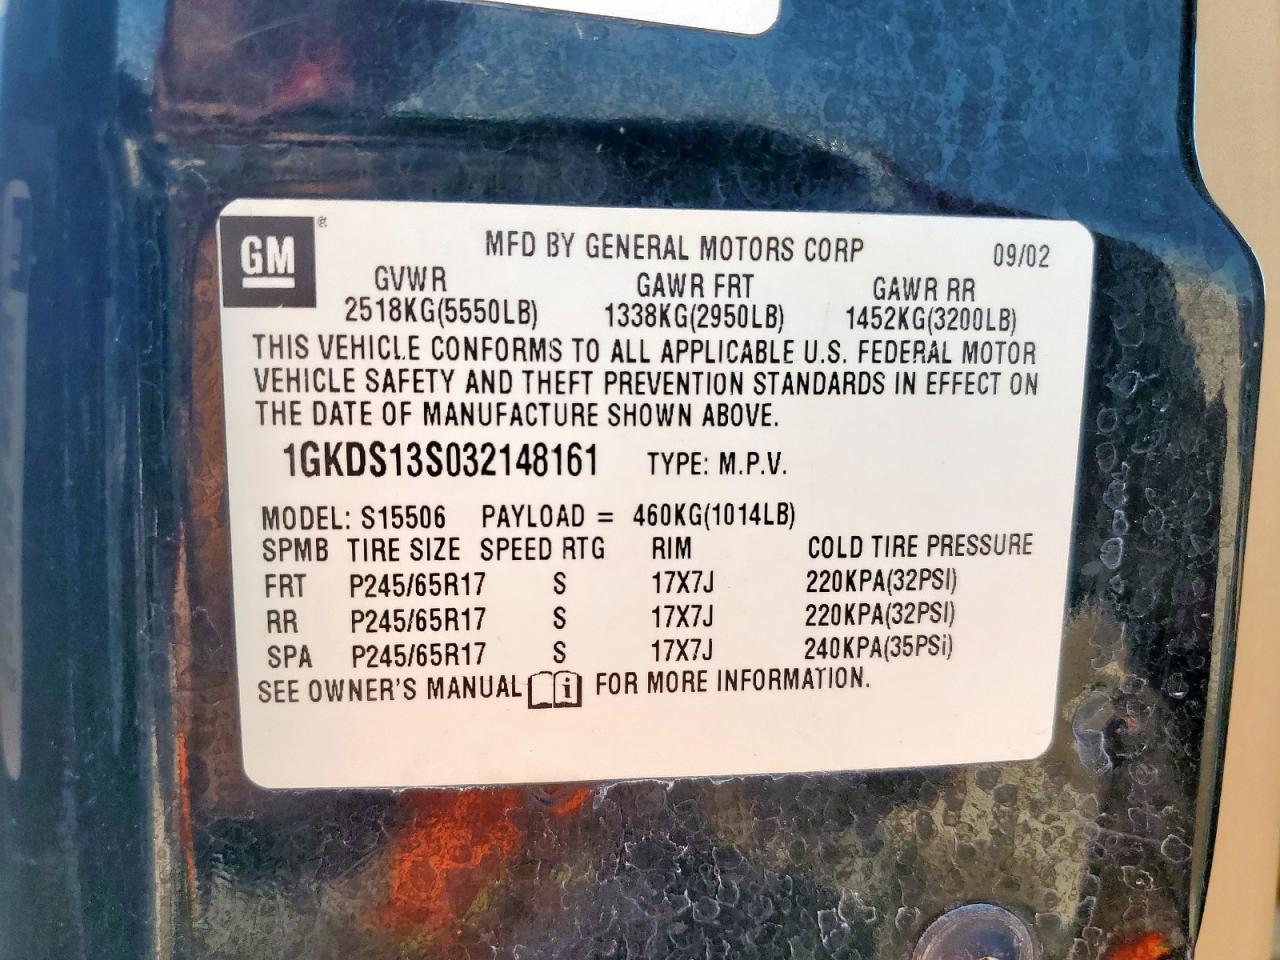 GM ®
MFD BY GENERAL MOTORS CORP 09/02
GVWR GAWR FRT GAWR RR
2518KG(5550LB) 1338KG(2950LB) 1452KG(3200LB)
THIS VEHICLE CONFORMS TO ALL APPLICABLE U.S. FEDERAL MOTOR
VEHICLE SAFETY AND THEFT PREVENTION STANDARDS IN EFFECT ON
THE DATE OF MANUFACTURE SHOWN ABOVE.
1GKDS13S032148161 TYPE: M.P.V.
MODEL: S15506 PAYLOAD = 460KG(1014LB)
SPMB TIRE SIZE SPEED RTG RIM COLD TIRE PRESSURE
FRT P245/65R17 S 17X7J 220KPA(32PSI)
RR P245/65R17 S 17X7J 220KPA(32PSI)
SPA P245/65R17 S 17X7J 240KPA(35PSi)
SEE OWNER'S MANUAL i FOR MORE INFORMATION.